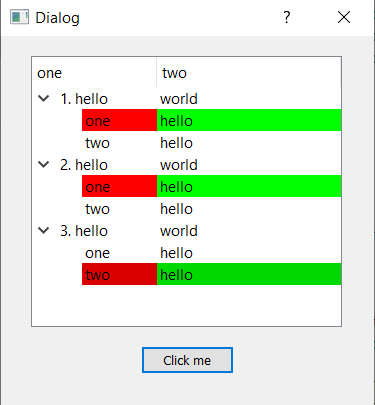 Dialog ?
one two
1. hello world
one hello
two hello
2. hello world
one hello
two hello
3. hello world
one hello
two hello
Click me